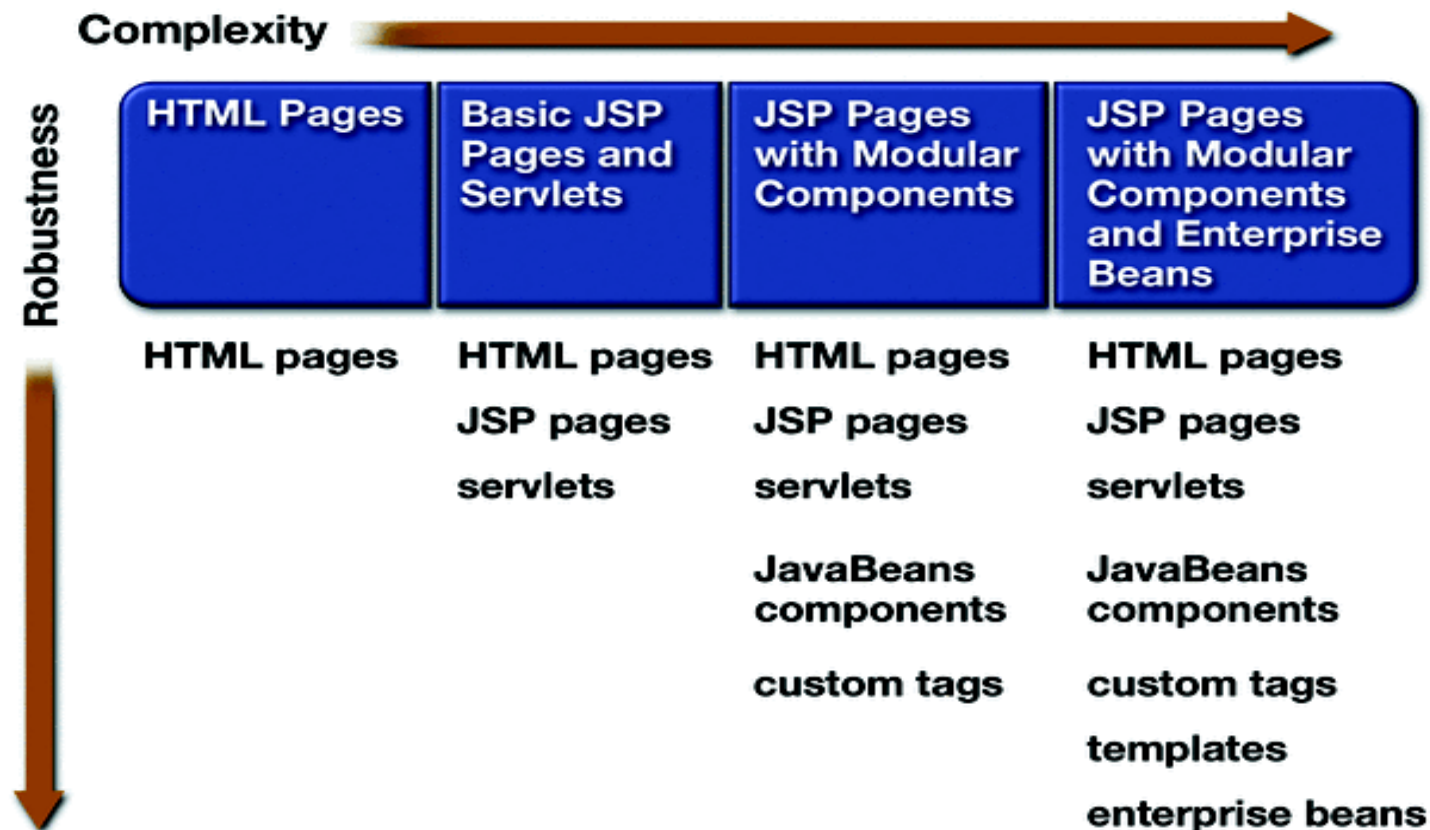 Complexity
Robustness
HTML Pages
Basic JSP
Pages and
Servlets
JSP Pages
with Modular
Components
JSP Pages
with Modular
Components
and Enterprise
Beans
HTML pages
HTML pages
JSP pages
servlets
HTML pages
JSP pages
servlets
JavaBeans
components
custom tags
HTML pages
JSP pages
servlets
JavaBeans
components
custom tags
templates
enterprise beans